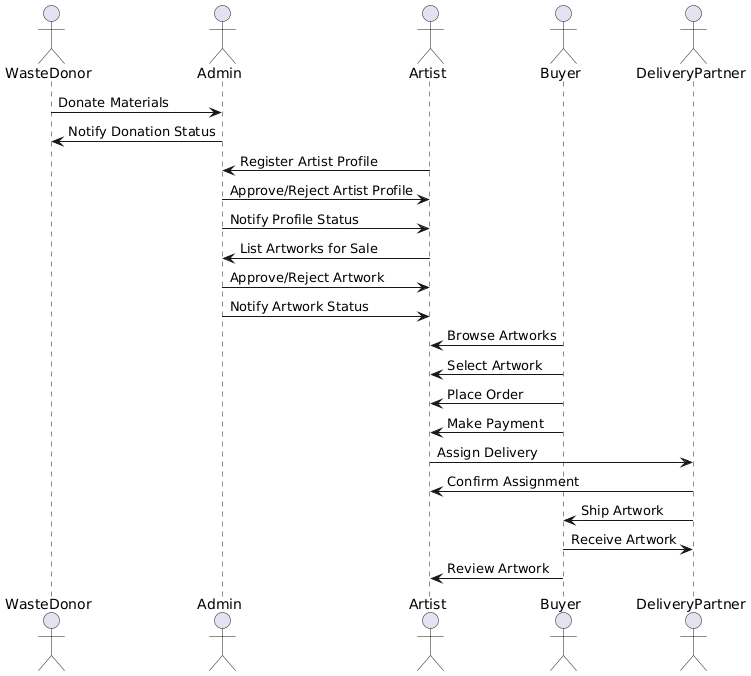 WasteDonor Admin Artist Buyer DeliveryPartner
Donate Materials
Notify Donation Status
Register Artist Profile
Approve/Reject Artist Profile
Notify Profile Status
List Artworks for Sale
Approve/Reject Artwork
Notify Artwork Status
Browse Artworks
Select Artwork
Place Order
Make Payment
Assign Delivery
Confirm Assignment
Ship Artwork
Receive Artwork
Review Artwork
WasteDonor Admin Artist Buyer DeliveryPartner